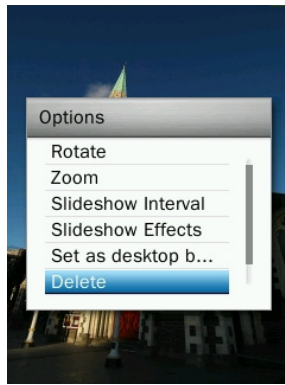 Options
Rotate
Zoom
Slideshow Interval
Slideshow Effects
Set as desktop b...
Delete